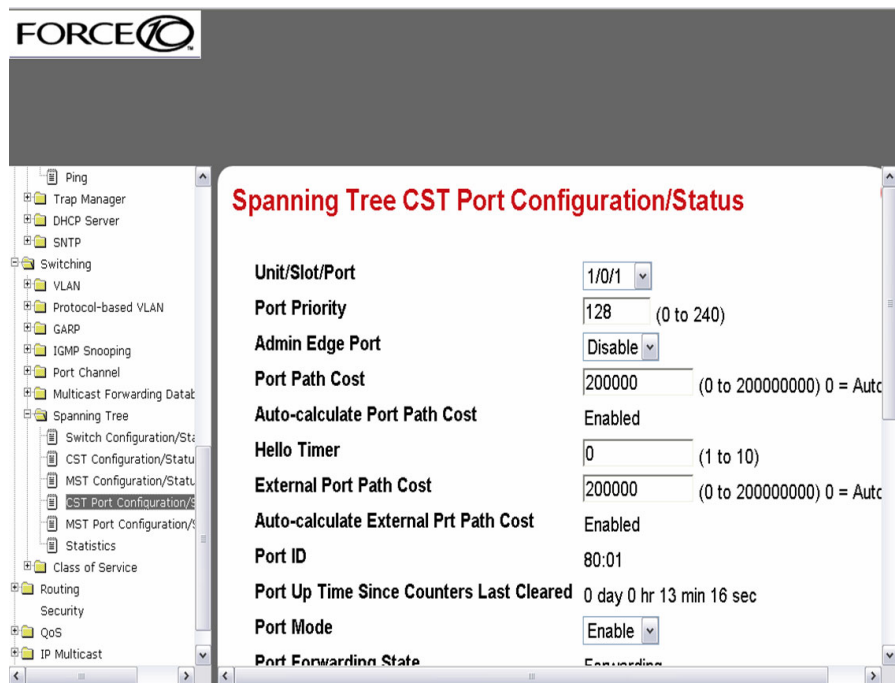 FORCE10
TM
Ping
Trap Manager
DHCP Server
SNTP
Switching
VLAN
Protocol-based VLAN
GARP
IGMP Snooping
Port Channel
Multicast Forwarding Datab
Spanning Tree
Switch Configuration/Sta
CST Configuration/Statu
MST Configuration/Statu
CST Port Configuration/S
MST Port Configuration/S
Statistics
Class of Service
Routing
Security
QoS
IP Multicast
Spanning Tree CST Port Configuration/Status
Unit/Slot/Port 1/0/1
Port Priority 128 (0 to 240)
Admin Edge Port Disable
Port Path Cost 200000 (0 to 200000000) 0 = Auto
Auto-calculate Port Path Cost Enabled
Hello Timer 0 (1 to 10)
External Port Path Cost 200000 (0 to 200000000) 0 = Auto
Auto-calculate External Prt Path Cost Enabled
Port ID 80:01
Port Up Time Since Counters Last Cleared 0 day 0 hr 13 min 16 sec
Port Mode Enable
Port Forwarding State Forwarding